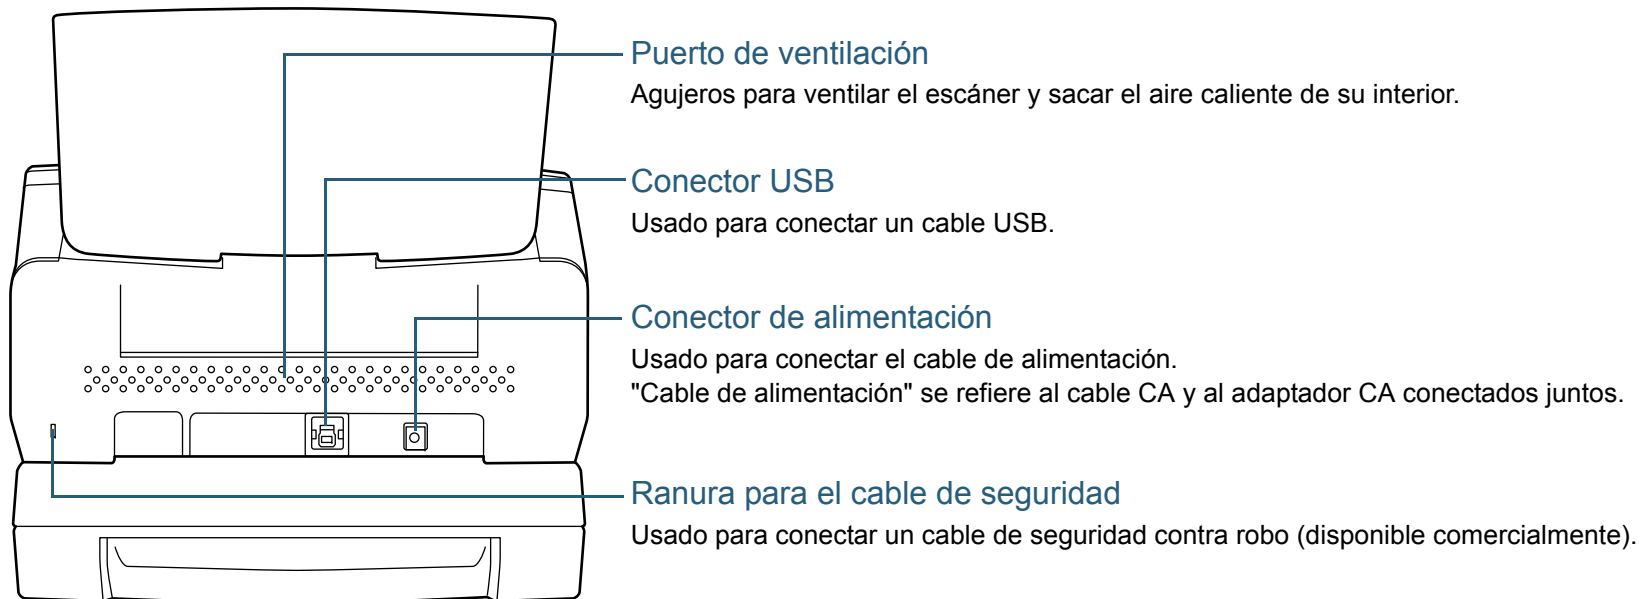 Puerto de ventilación
Agujeros para ventilar el escáner y sacar el aire caliente de su interior.
Conector USB
Usado para conectar un cable USB.
Conector de alimentación
Usado para conectar el cable de alimentación.
"Cable de alimentación" se refiere al cable CA y al adaptador CA conectados juntos.
Ranura para el cable de seguridad
Usado para conectar un cable de seguridad contra robo (disponible comercialmente).